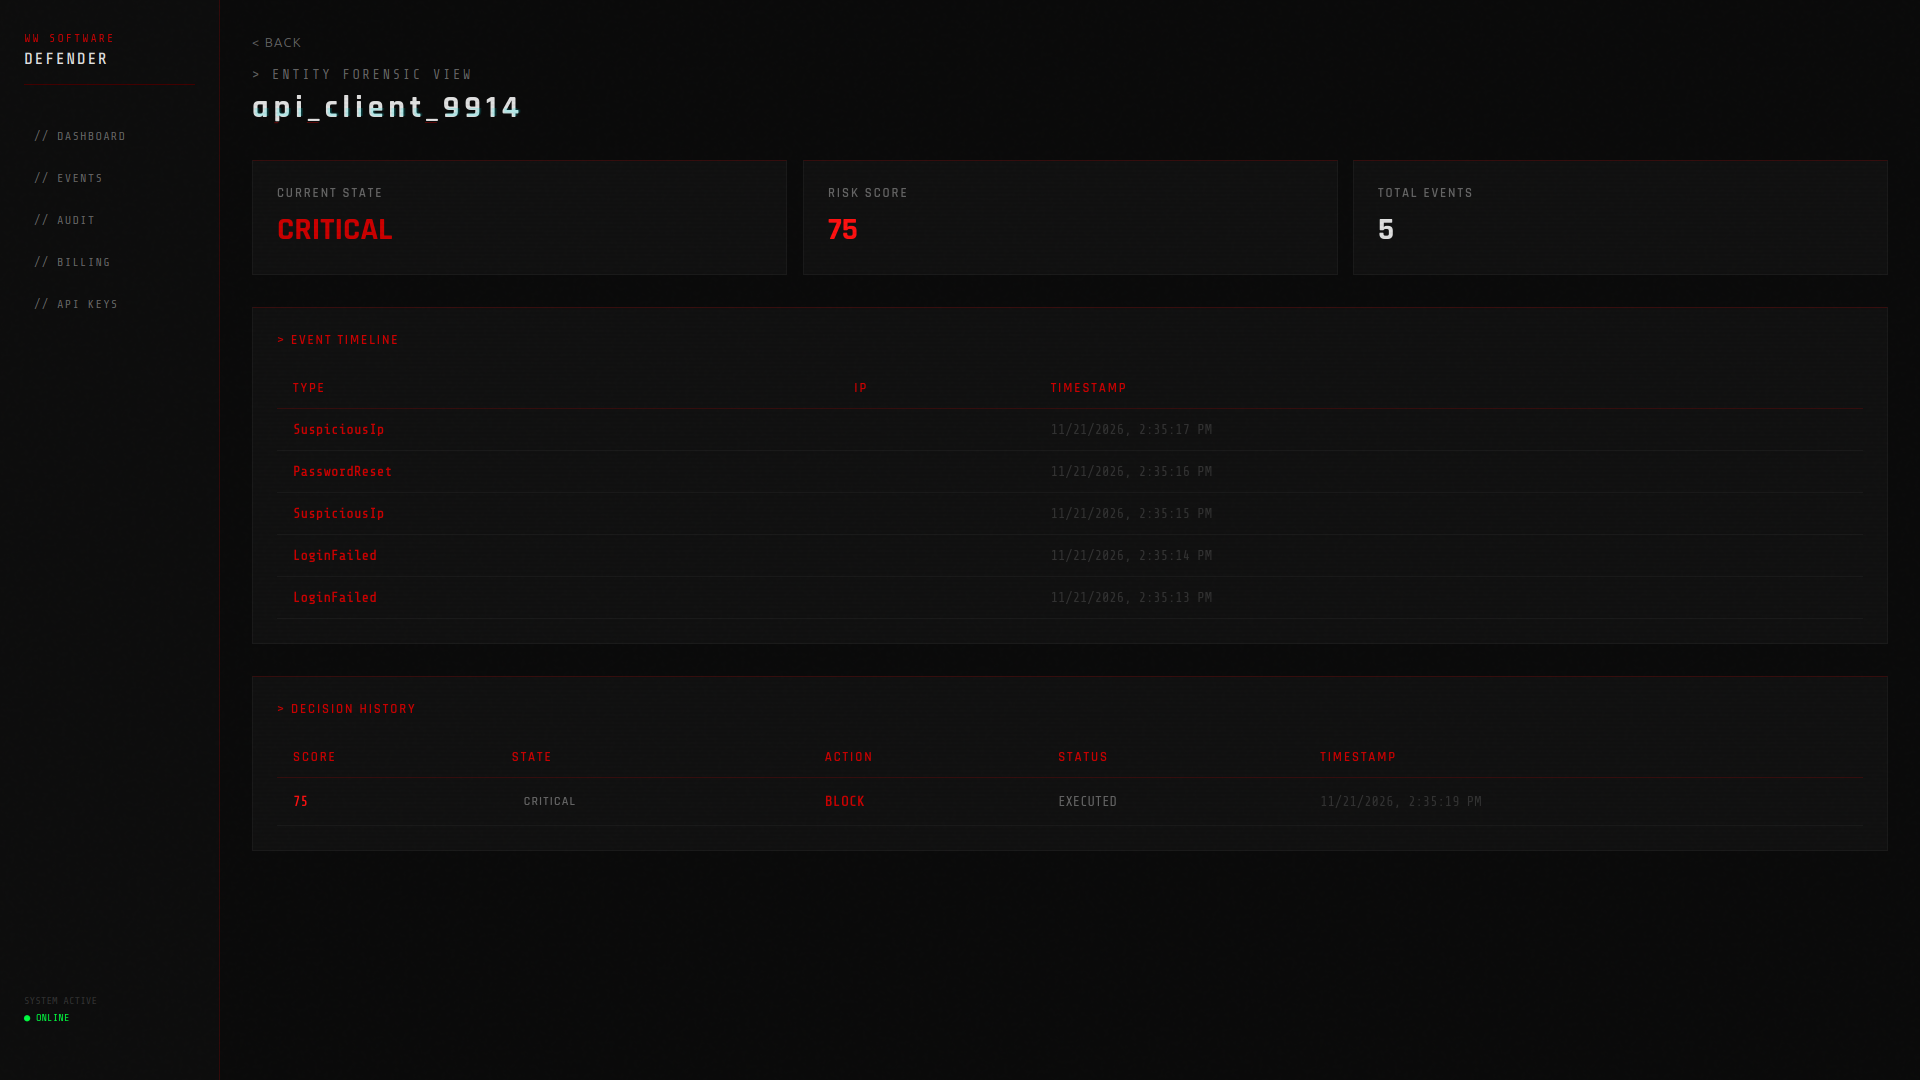 WW SOFTWARE
DEFENDER
// DASHBOARD
// EVENTS
// AUDIT
// BILLING
// API KEYS
SYSTEM ACTIVE
ONLINE
< BACK
> ENTITY FORENSIC VIEW
api_client_9914
CURRENT STATE
CRITICAL
RISK SCORE
75
TOTAL EVENTS
5
> EVENT TIMELINE
TYPE IP TIMESTAMP
SuspiciousIp 11/21/2026, 2:35:17 PM
PasswordReset 11/21/2026, 2:35:16 PM
SuspiciousIp 11/21/2026, 2:35:15 PM
LoginFailed 11/21/2026, 2:35:14 PM
LoginFailed 11/21/2026, 2:35:13 PM
> DECISION HISTORY
SCORE STATE ACTION STATUS TIMESTAMP
75 CRITICAL BLOCK EXECUTED 11/21/2026, 2:35:19 PM